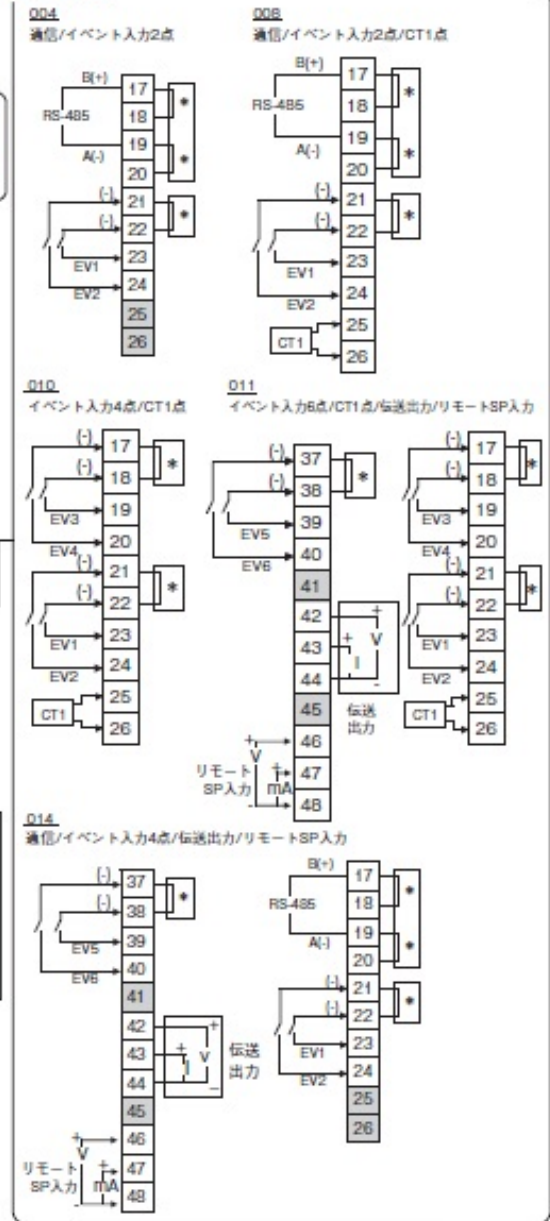 004
通信/イベント入力2点
B(+)
RS-485
A(-)
17
18
19
20
(-) 21
(-) 22
EV1 23
EV2 24
25
26
*
*
*
008
通信/イベント入力2点/CT1点
B(+)
RS-485
A(-)
17
18
19
20
(-) 21
(-) 22
EV1 23
EV2 24
CT1 25
26
*
*
*
010
イベント入力4点/CT1点
(-) 17
(-) 18
EV3 19
EV4 20
(-) 21
(-) 22
EV1 23
EV2 24
CT1 25
26
*
*
011
イベント入力6点/CT1点/伝送出力/リモートSP入力
(-) 37
(-) 38
EV5 39
EV6 40
41
42 +
43 + V
44 I -
45
伝送
出力
46 + V
47 + mA
48 -
リモート
SP入力
*
(-) 17
(-) 18
EV3 19
EV4 20
(-) 21
(-) 22
EV1 23
EV2 24
CT1 25
26
*
*
014
通信/イベント入力4点/伝送出力/リモートSP入力
(-) 37
(-) 38
EV5 39
EV6 40
41
42 +
43 + V
44 I -
45
伝送
出力
46 + V
47 + mA
48 -
リモート
SP入力
*
B(+)
RS-485
A(-)
17
18
19
20
(-) 21
(-) 22
EV1 23
EV2 24
25
26
*
*
*